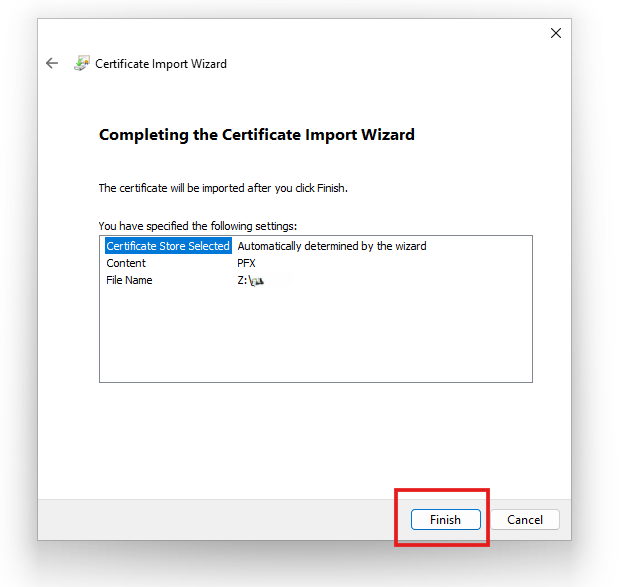 Certificate Import Wizard
Completing the Certificate Import Wizard
The certificate will be imported after you click Finish.
You have specified the following settings:
Certificate Store Selected Automatically determined by the wizard
Content PFX
File Name Z:\
Finish Cancel